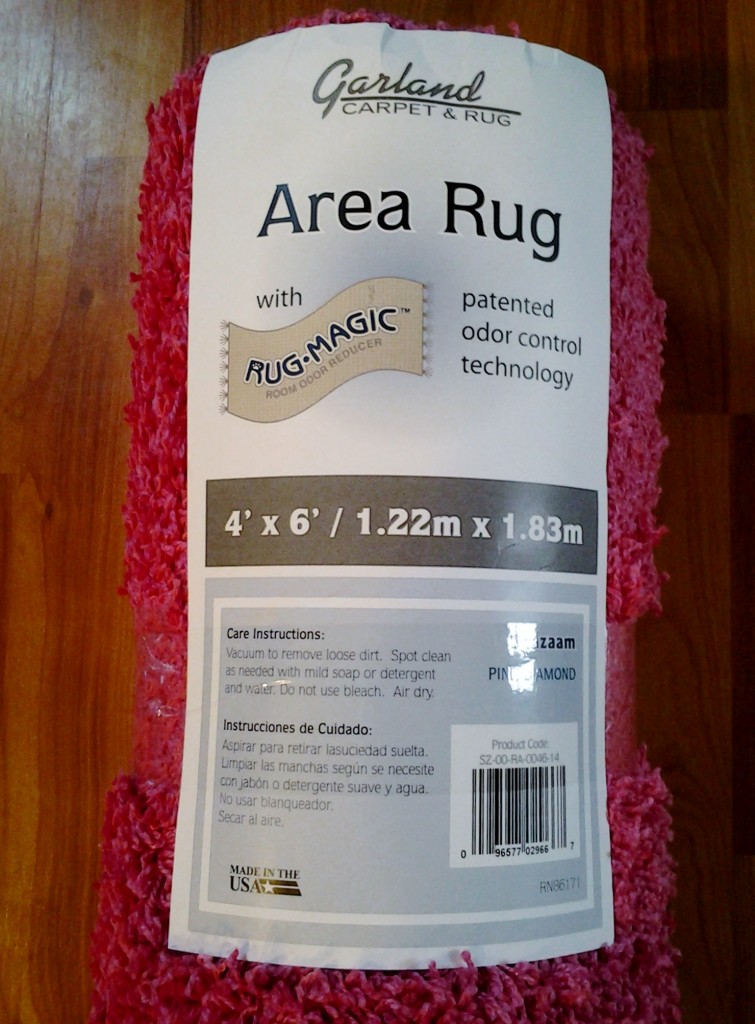 Garland
CARPET & RUG
Area Rug
with
RUG•MAGIC™
ROOM ODOR REDUCER
patented
odor control
technology
4' x 6' / 1.22m x 1.83m
Care Instructions:
Vacuum to remove loose dirt. Spot clean
as needed with mild soap or detergent
and water. Do not use bleach. Air dry.
Instrucciones de Cuidado:
Aspirar para retirar lasuciedad suelta.
Limpiar las manchas según se necesite
con jabón o detergente suave y agua.
No usar blanqueador.
Secar al aire.
MADE IN THE
USA
Product Code:
SZ-00-RA-0046-14
0 96577 02966 7
RN86171